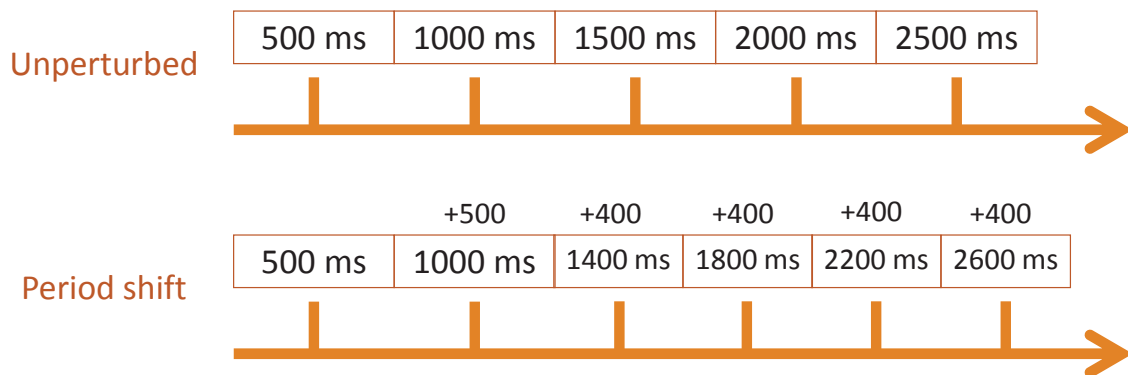 500 ms 1000 ms 1500 ms 2000 ms 2500 ms
Unperturbed
+500 +400 +400 +400 +400
500 ms 1000 ms 1400 ms 1800 ms 2200 ms 2600 ms
Period shift